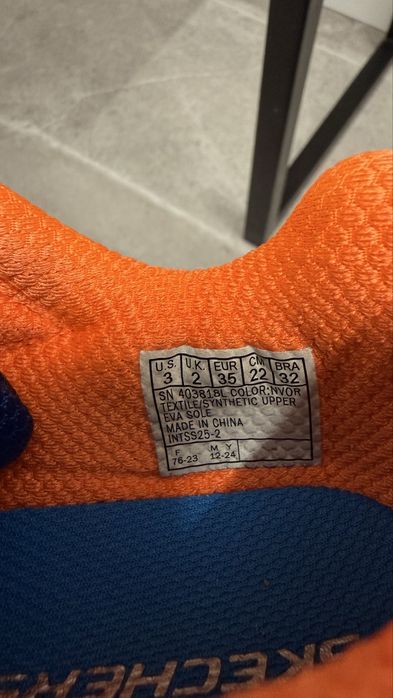 U.S. U.K. EUR CM BRA
3 2 35 22 32
SN 403818L COLOR:NVOR
TEXTILE/SYNTHETIC UPPER
EVA SOLE
MADE IN CHINA
INTSS25-2
F M Y
76-23 12-24
SKECHERS